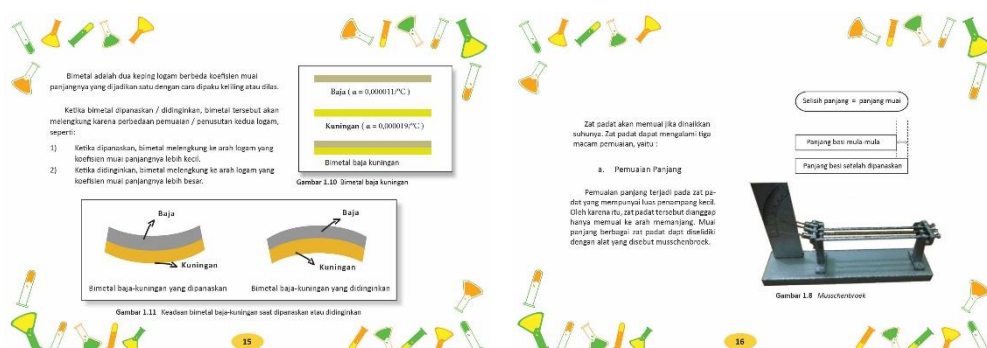 Bimetal adalah dua keping logam berbeda koefisien muai
panjangnya yang dijadikan satu dengan cara dipaku keliling atau dilas.
Ketika bimetal dipanaskan / didinginkan, bimetal tersebut akan
melengkung karena perbedaan pemuaian / penusutan kedua logam,
seperti:
1) Ketika dipanaskan, bimetal melengkung ke arah logam yang
koefisien muai panjangnya lebih kecil.
2) Ketika didinginkan, bimetal melengkung ke arah logam yang
koefisien muai panjangnya lebih besar.
Baja ( α = 0,000011/°C )
Kuningan ( α = 0,000019/°C )
Bimetal baja kuningan
Gambar 1.10 Bimetal baja kuningan
Baja
Kuningan
Bimetal baja-kuningan yang dipanaskan
Baja
Kuningan
Bimetal baja-kuningan yang didinginkan
Gambar 1.11 Keadaan bimetal baja-kuningan saat dipanaskan atau didinginkan
15
Zat padat akan memuai jika dinaikkan
suhunya. Zat padat dapat mengalami tiga
macam pemuaian, yaitu :
a. Pemuaian Panjang
Pemuaian panjang terjadi pada zat pa-
dat yang mempunyai luas penampang kecil.
Oleh karena itu, zat padat tersebut dianggap
hanya memuai ke arah memanjang. Muai
panjang berbagai zat padat dapt diselidiki
dengan alat yang disebut musschenbroek.
Selisih panjang = panjang muai
Panjang besi mula-mula
Panjang besi setelah dipanaskan
Gambar 1.8 Musschenbroek
16